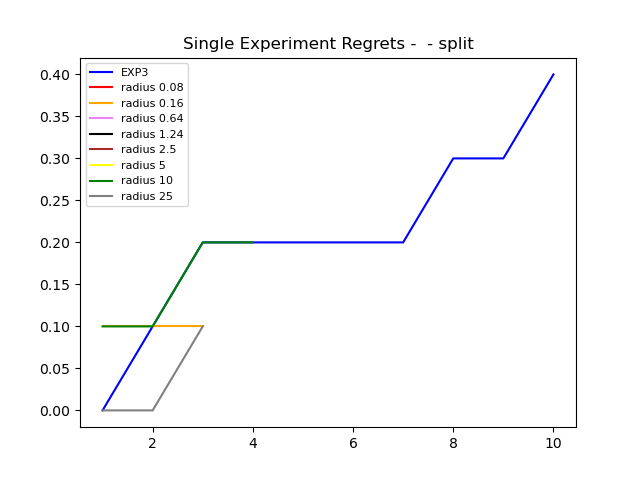 Single Experiment Regrets -  - split
EXP3
radius 0.08
radius 0.16
radius 0.64
radius 1.24
radius 2.5
radius 5
radius 10
radius 25
0.40
0.35
0.30
0.25
0.20
0.15
0.10
0.05
0.00
2 4 6 8 10